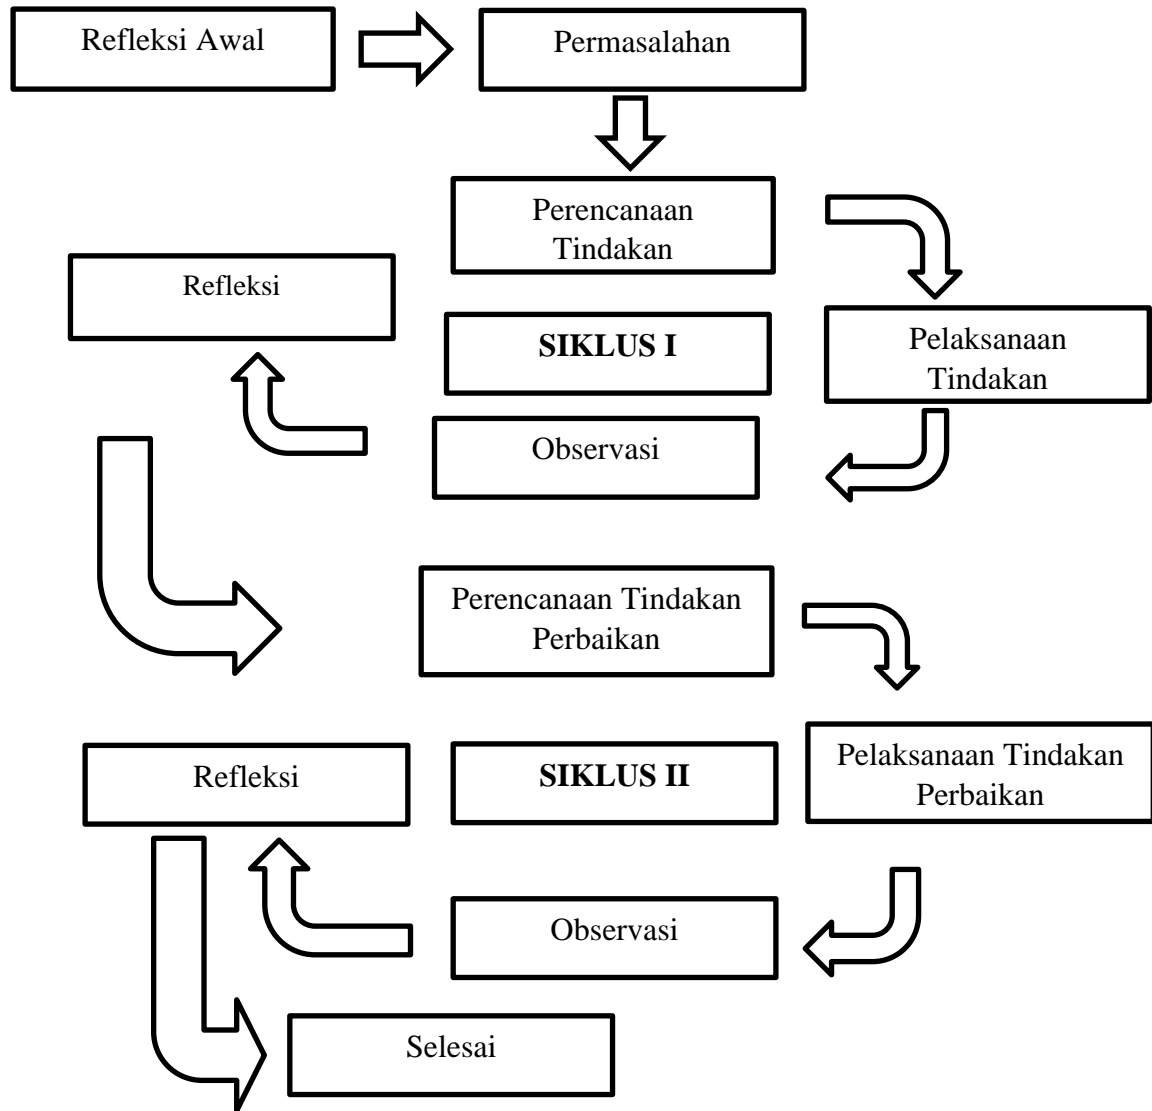 Refleksi Awal
Permasalahan
Perencanaan
Tindakan
Refleksi
SIKLUS I
Pelaksanaan
Tindakan
Observasi
Perencanaan Tindakan
Perbaikan
Refleksi
SIKLUS II
Pelaksanaan Tindakan
Perbaikan
Observasi
Selesai